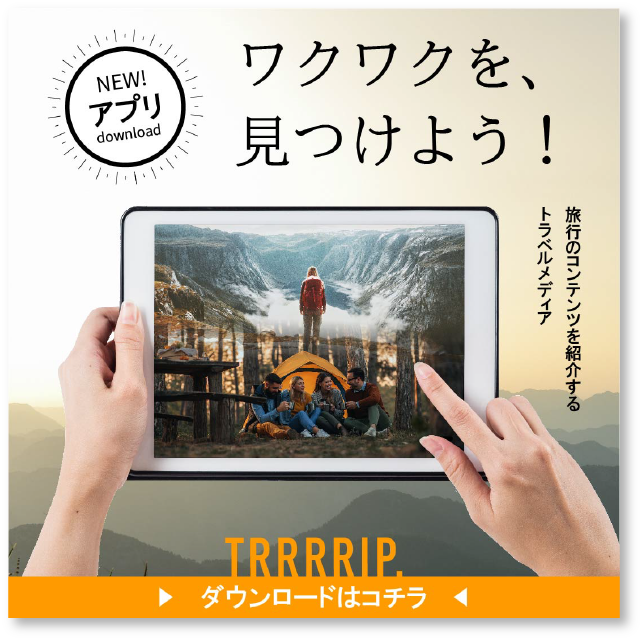 NEW!
アプリ
download
ワクワクを、
見つけよう！
旅行のコンテンツを紹介する
トラベルメディア
TRRRRIP.
▶ ダウンロードはコチラ ◀